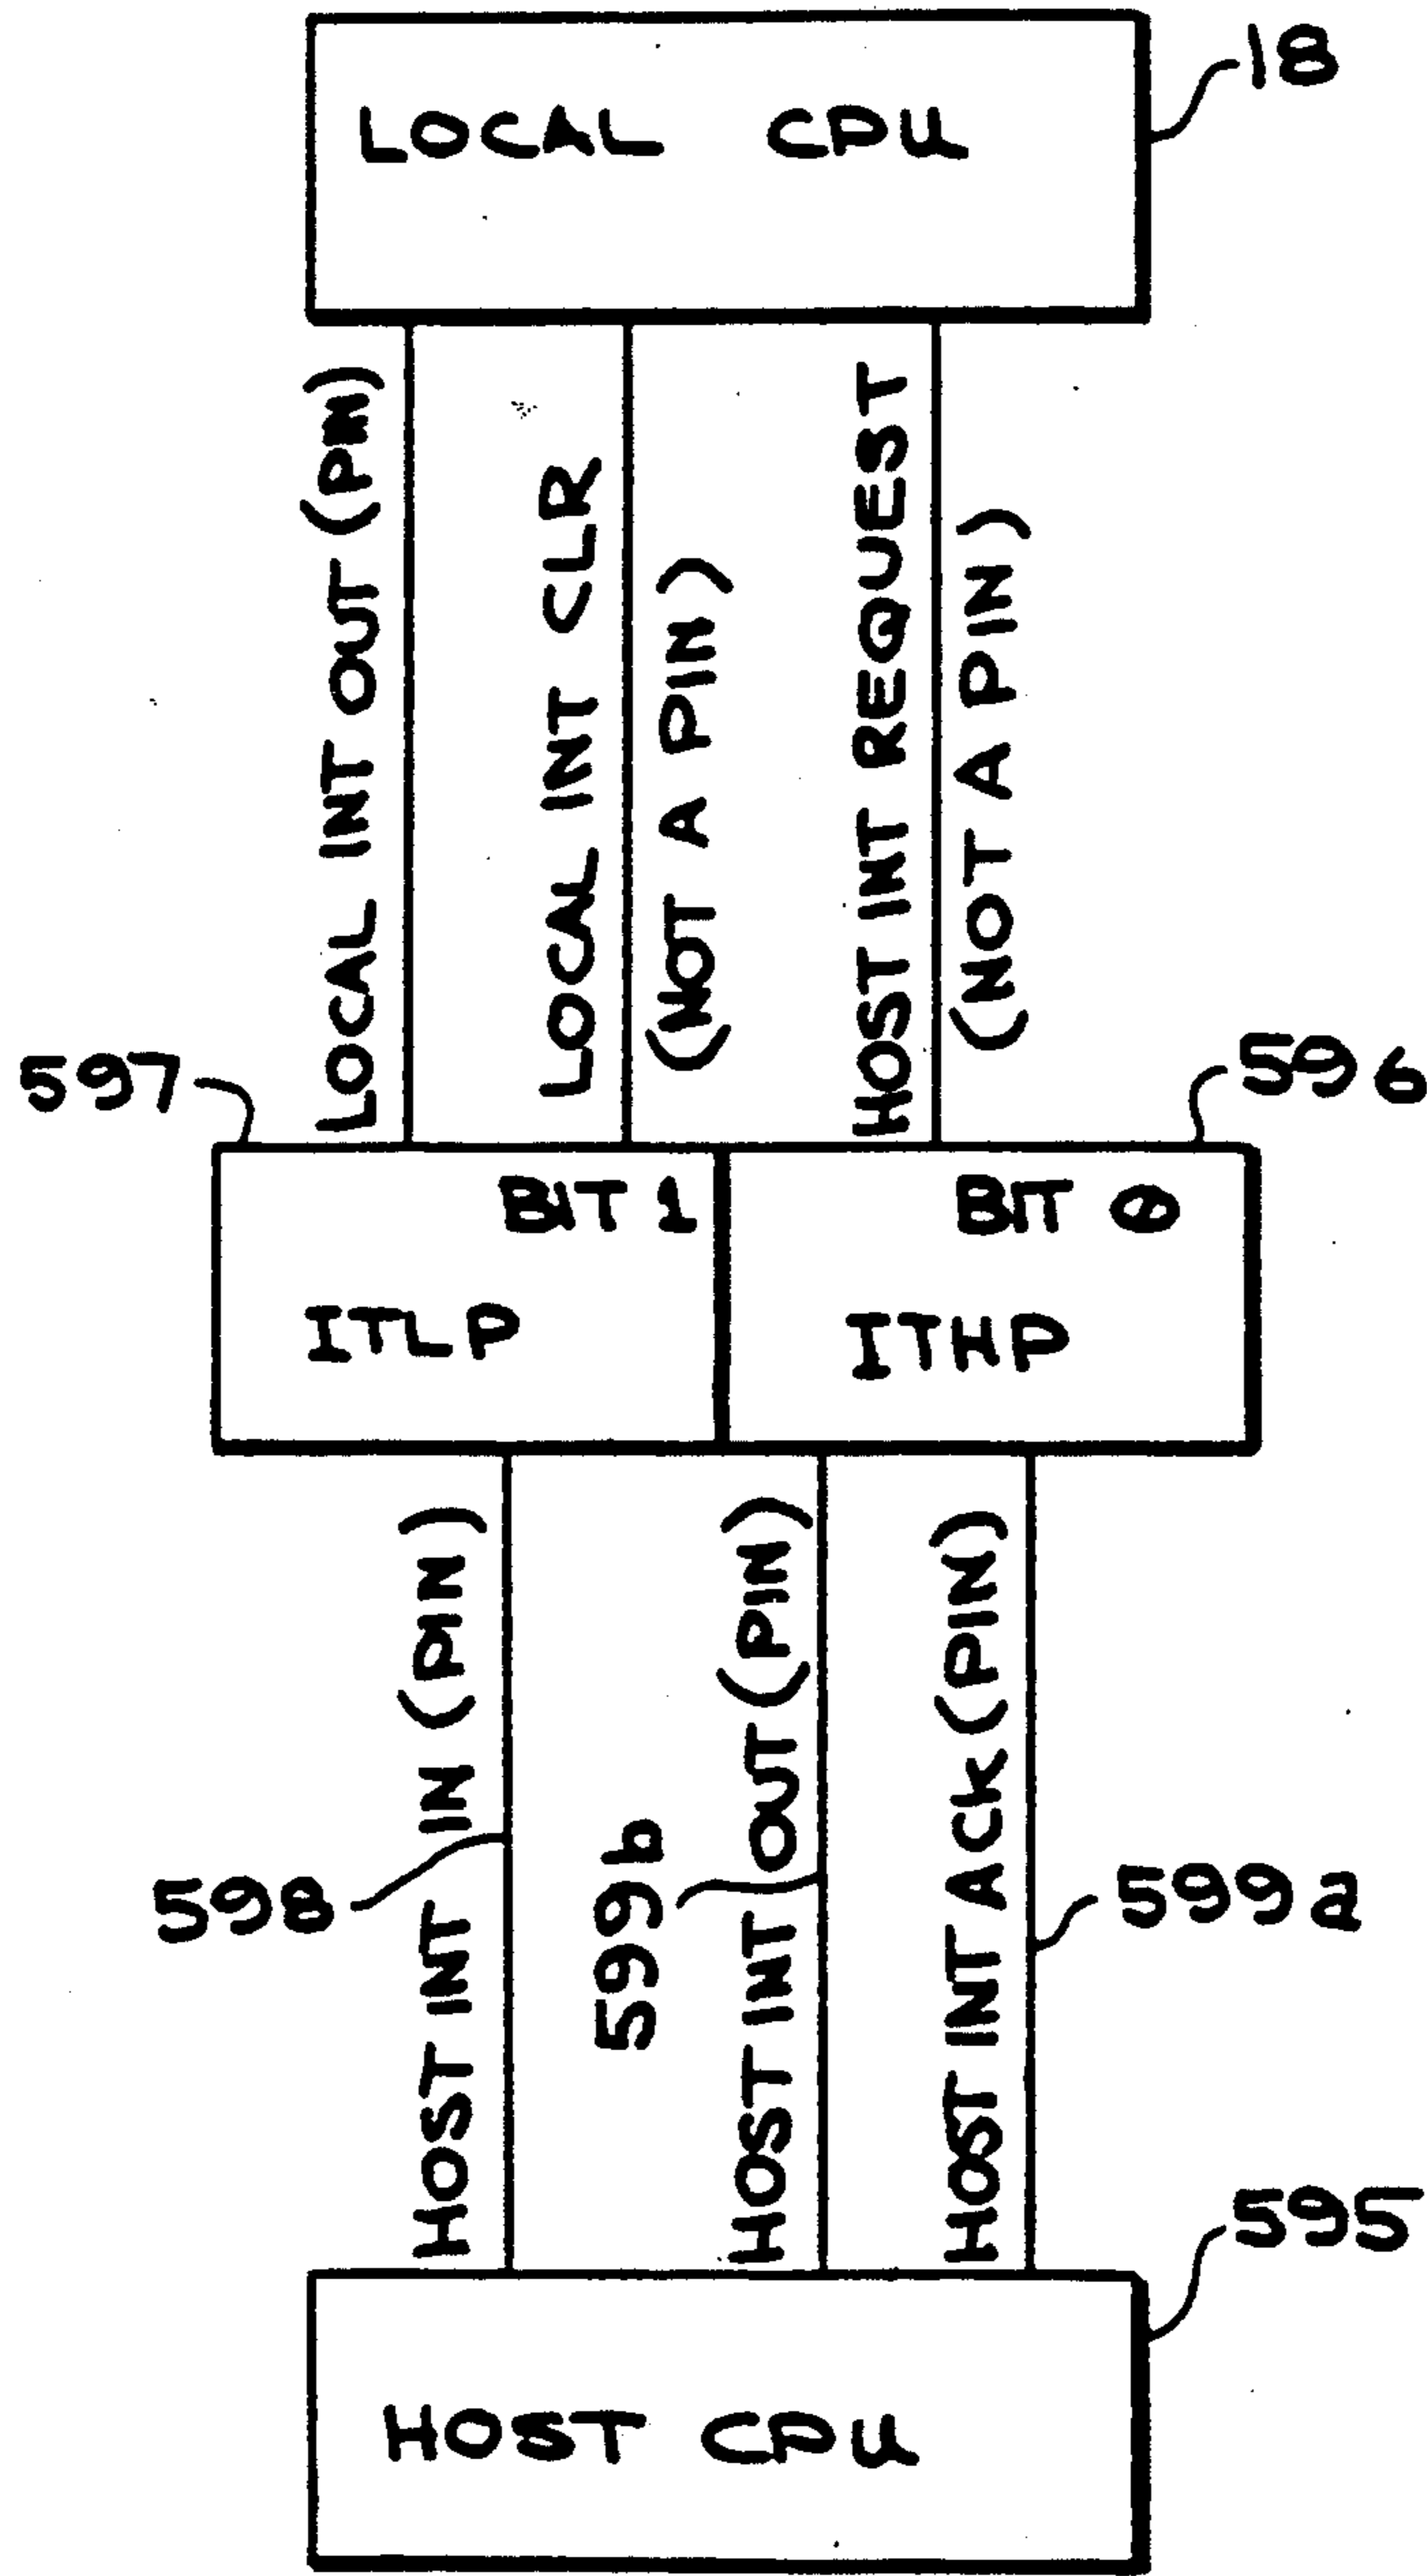 LOCAL CPU
18
LOCAL INT OUT (PIN)
LOCAL INT CLR
(NOT A PIN)
HOST INT REQUEST
(NOT A PIN)
597
596
BIT 1
BIT 0
ITLP
ITHP
HOST INT IN (PIN)
598
599b
HOST INT OUT (PIN)
HOST INT ACK (PIN)
599a
595
HOST CPU